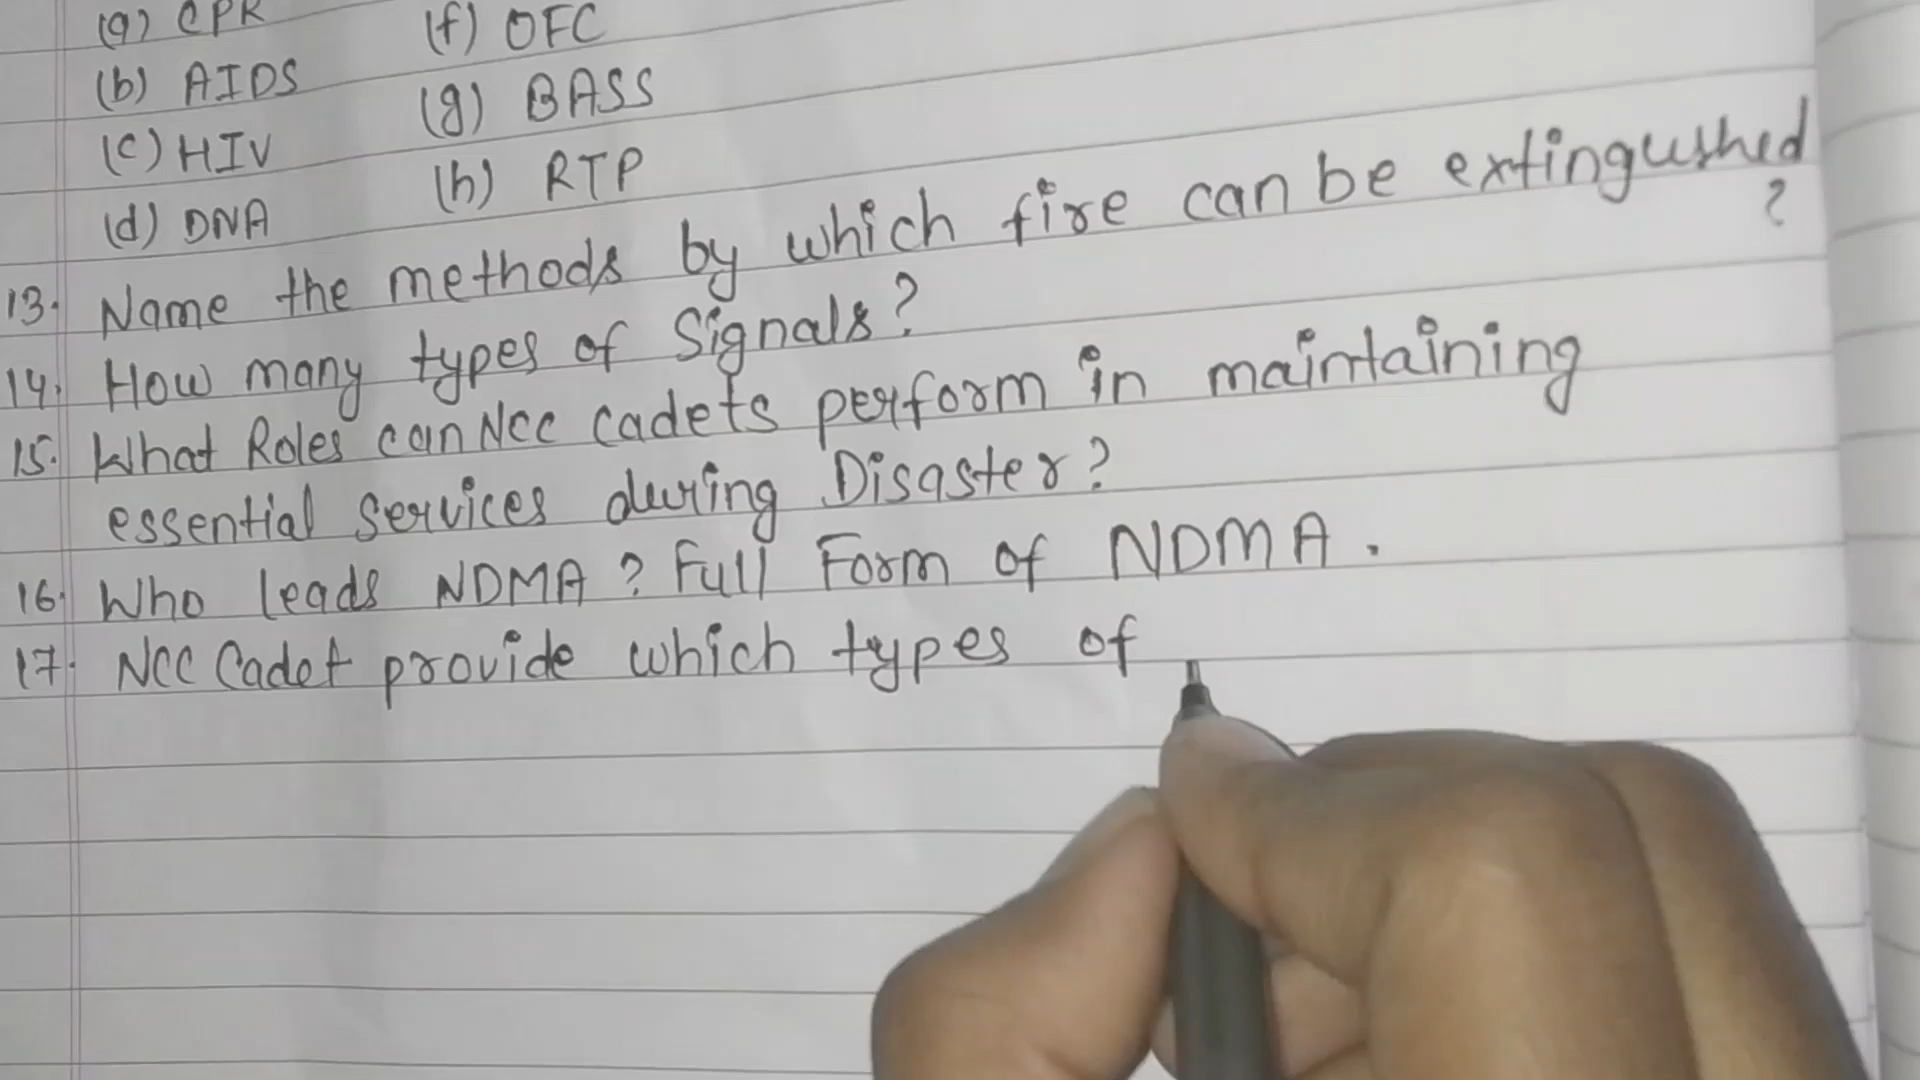 (a) CPR (f) OFC
(b) AIDS (g) BASS
(c) HIV (h) RTP
(d) DNA
13. Name the methods by which fire can be extinguished
?
14. How many types of Signals?
15. What Roles can Ncc cadets perform in maintaining
essential services during Disaster?
16. Who leads NDMA? Full Form of NDMA.
17. Ncc Cadet provide which types of